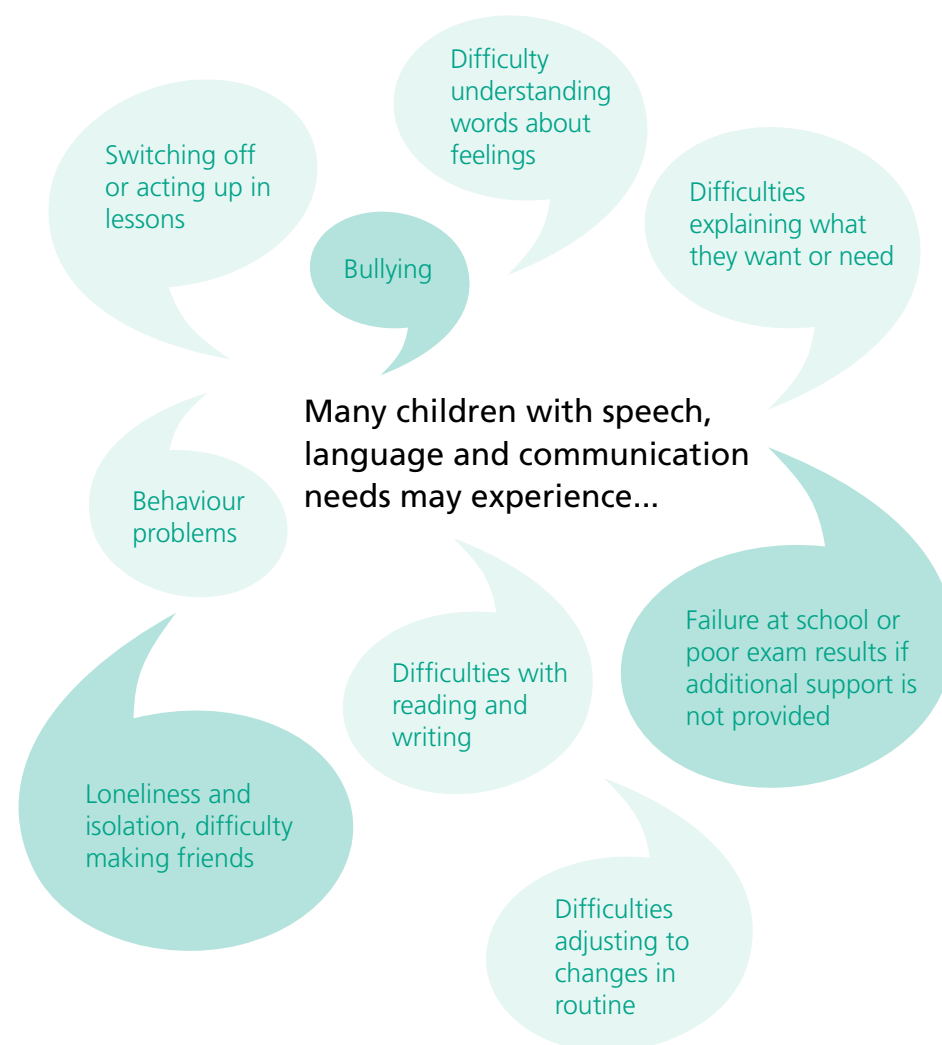 Difficulty
understanding
words about
feelings
Switching off
or acting up in
lessons
Difficulties
explaining what
they want or need
Bullying
Many children with speech,
language and communication
needs may experience...
Behaviour
problems
Failure at school or
poor exam results if
additional support is
not provided
Difficulties with
reading and
writing
Loneliness and
isolation, difficulty
making friends
Difficulties
adjusting to
changes in
routine